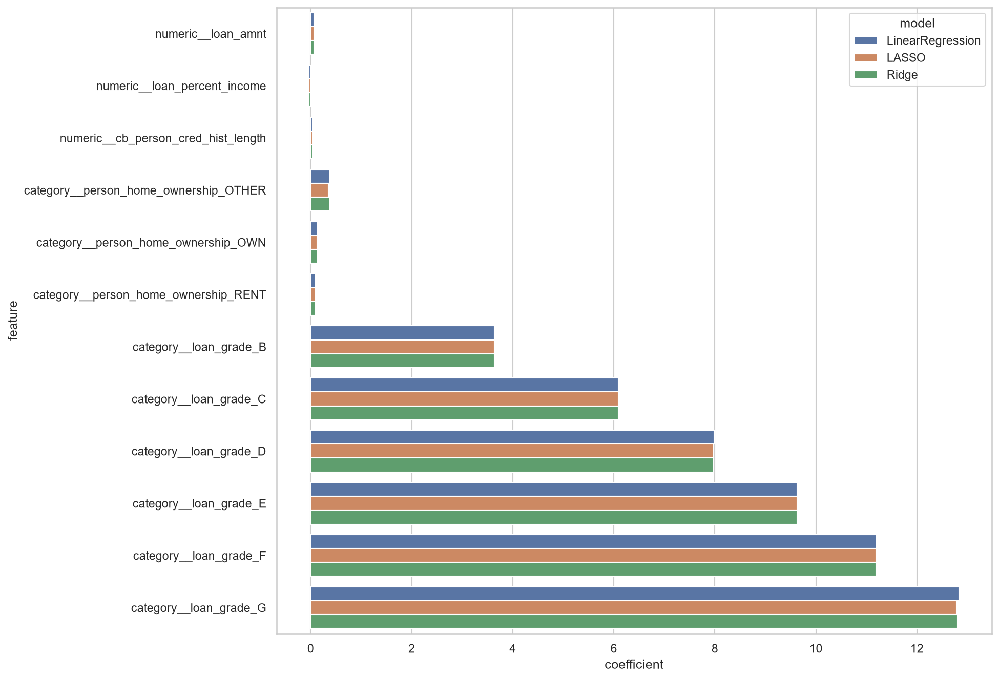 model
LinearRegression
LASSO
Ridge
feature
numeric__loan_amnt
numeric__loan_percent_income
numeric__cb_person_cred_hist_length
category__person_home_ownership_OTHER
category__person_home_ownership_OWN
category__person_home_ownership_RENT
category__loan_grade_B
category__loan_grade_C
category__loan_grade_D
category__loan_grade_E
category__loan_grade_F
category__loan_grade_G
0 2 4 6 8 10 12
coefficient